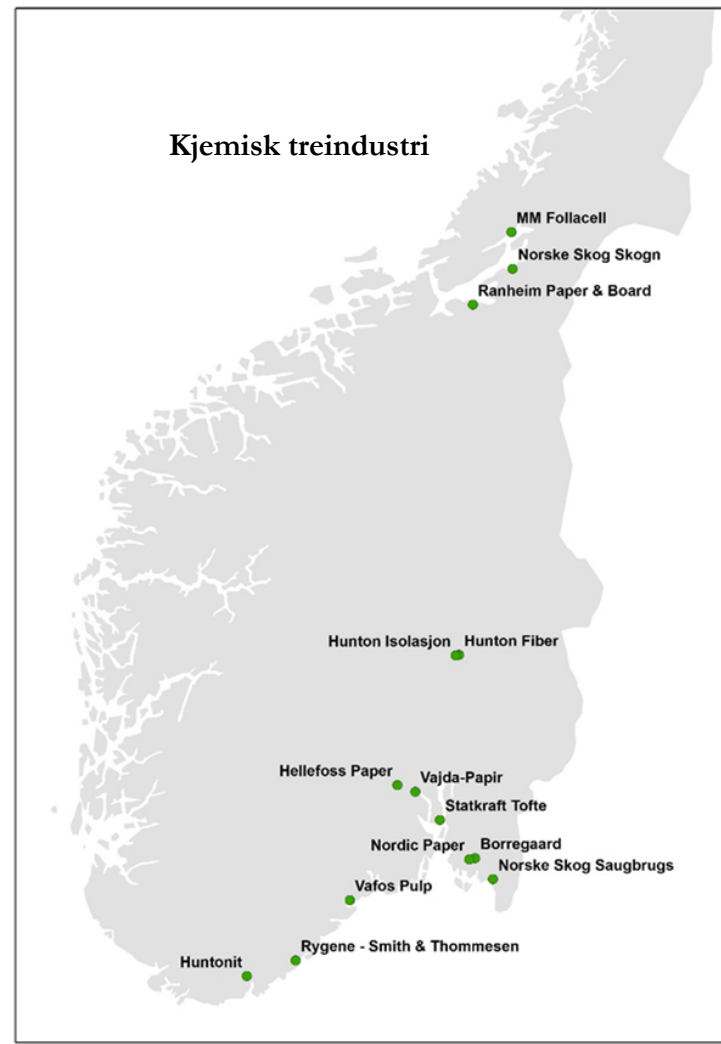 Kjemisk treindustri
MM Follacell
Norske Skog Skogn
Ranheim Paper & Board
Hunton Isolasjon
Hunton Fiber
Hellefoss Paper
Vajda-Papir
Statkraft Tofte
Nordic Paper
Borregaard
Norske Skog Saugbrugs
Vafos Pulp
Rygene - Smith & Thommesen
Huntonit